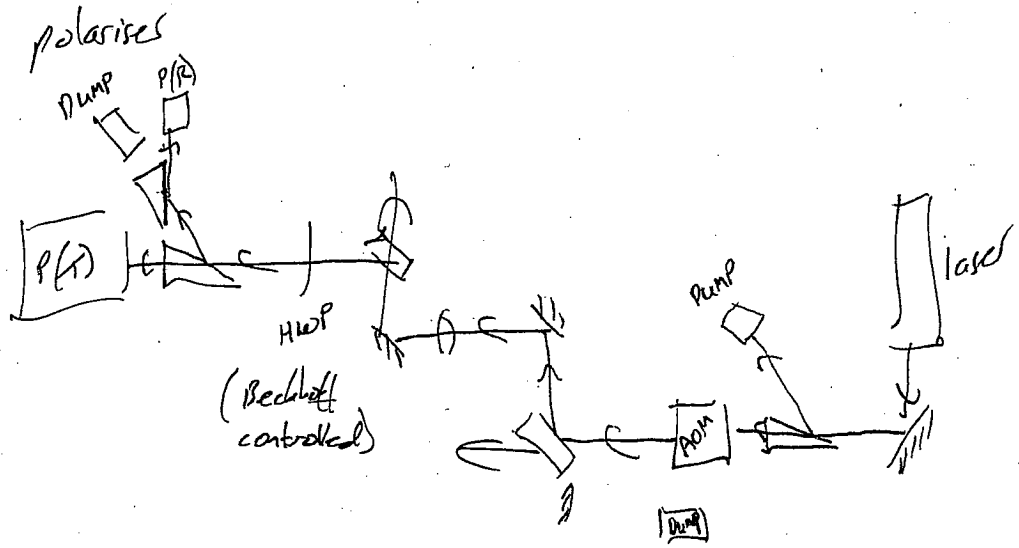 polarises
DUMP
P(R)
P(T)
HWP
(Beckhoff
controlled)
DUMP
laser
AOM
Dump